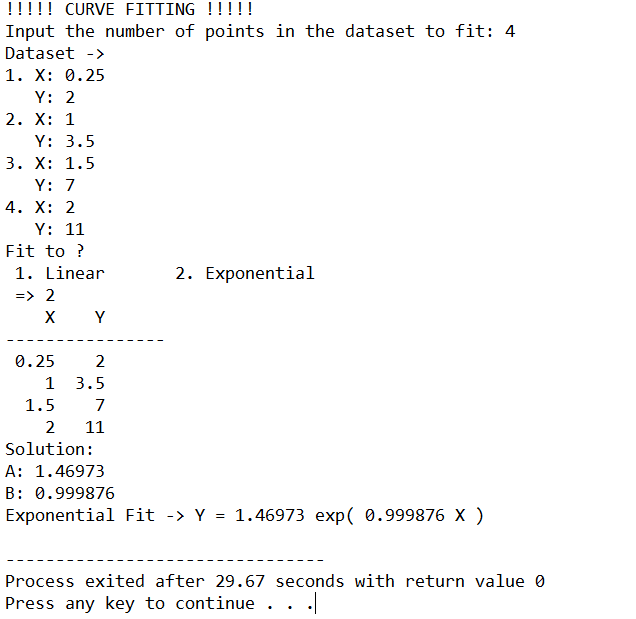 !!!!! CURVE FITTING !!!!!
Input the number of points in the dataset to fit: 4
Dataset ->
1. X: 0.25
   Y: 2
2. X: 1
   Y: 3.5
3. X: 1.5
   Y: 7
4. X: 2
   Y: 11
Fit to ?
 1. Linear       2. Exponential
 => 2
    X    Y
----------------
 0.25    2
    1  3.5
  1.5    7
    2   11
Solution:
A: 1.46973
B: 0.999876
Exponential Fit -> Y = 1.46973 exp( 0.999876 X )

--------------------------------
Process exited after 29.67 seconds with return value 0
Press any key to continue . . .